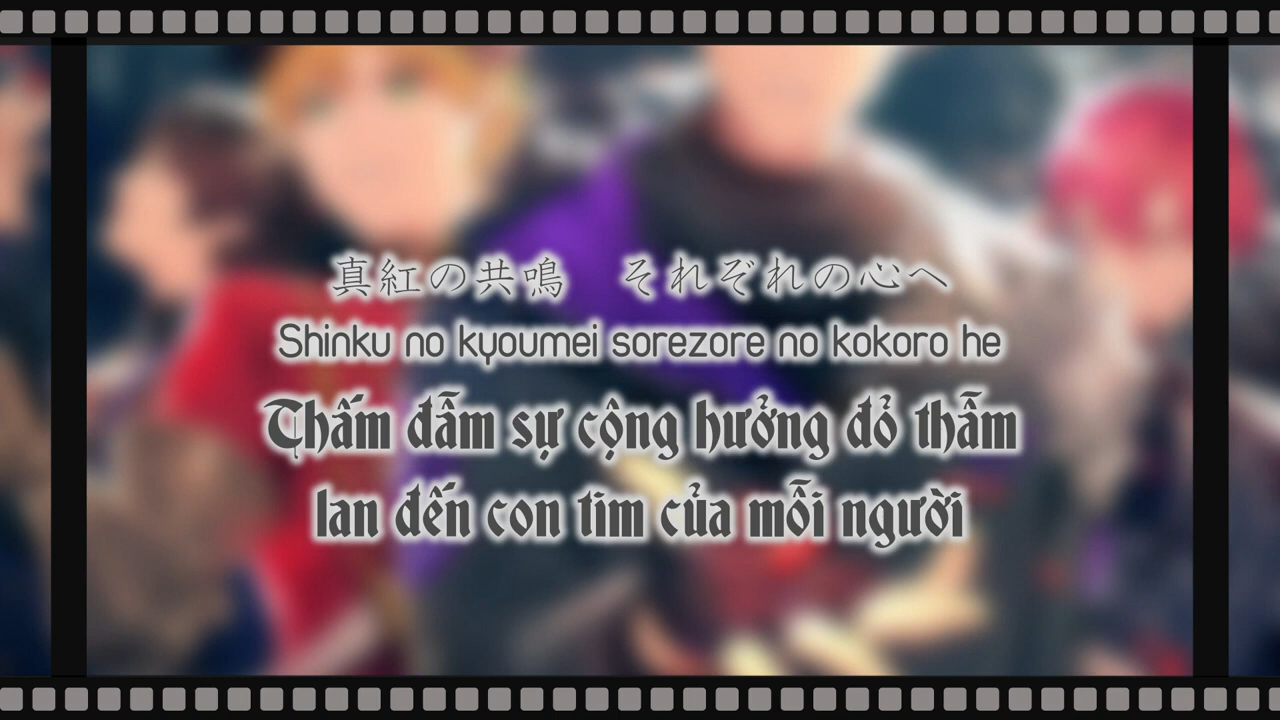 真紅の共鳴　それぞれの心へ
Shinku no kyoumei sorezore no kokoro he
Thấm đẫm sự cộng hưởng đỏ thẫm
lan đến con tim của mỗi người